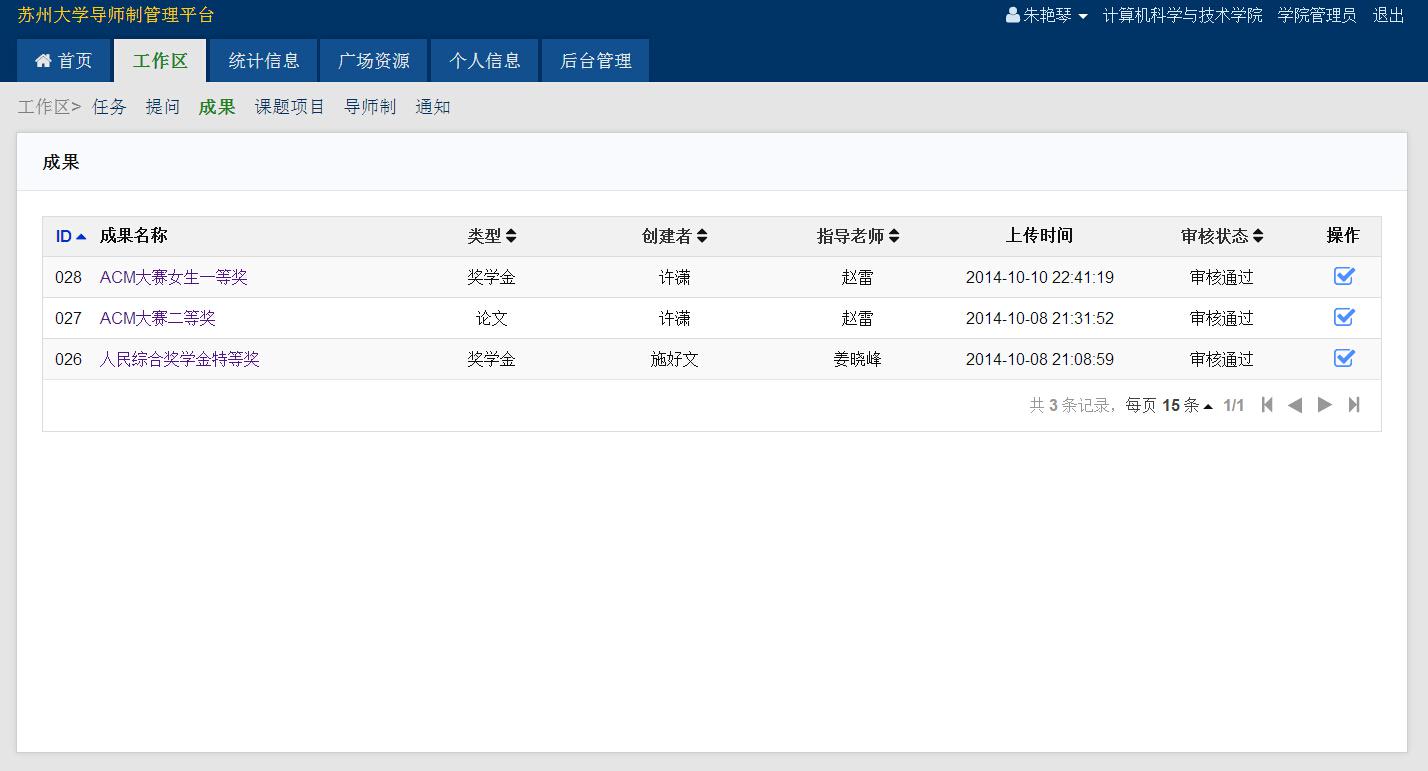 苏州大学导师制管理平台 朱艳琴 计算机科学与技术学院 学院管理员 退出
首页 工作区 统计信息 广场资源 个人信息 后台管理
工作区> 任务 提问 成果 课题项目 导师制 通知
成果
ID 成果名称 类型 创建者 指导老师 上传时间 审核状态 操作
028 ACM大赛女生一等奖 奖学金 许潇 赵雷 2014-10-10 22:41:19 审核通过
027 ACM大赛二等奖 论文 许潇 赵雷 2014-10-08 21:31:52 审核通过
026 人民综合奖学金特等奖 奖学金 施好文 姜晓峰 2014-10-08 21:08:59 审核通过
共 3 条记录，每页 15 条 1/1